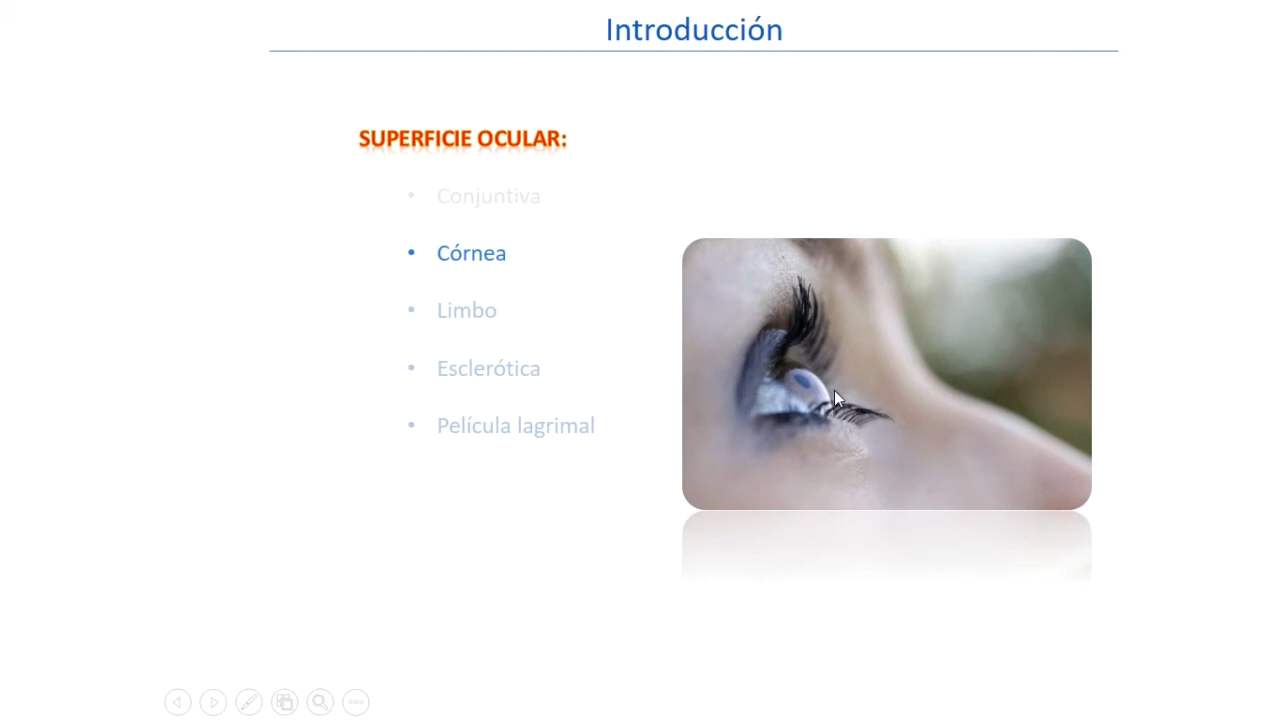 Introducción
SUPERFICIE OCULAR:
• Conjuntiva
• Córnea
• Limbo
• Esclerótica
• Película lagrimal